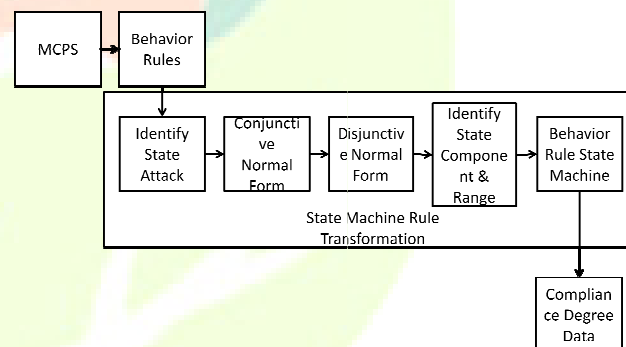 MCPS
Behavior
Rules
Identify
State
Attack
Conjuncti
ve
Normal
Form
Disjunctiv
e Normal
Form
Identify
State
Compone
nt &
Range
Behavior
Rule State
Machine
State Machine Rule
Transformation
Complian
ce Degree
Data